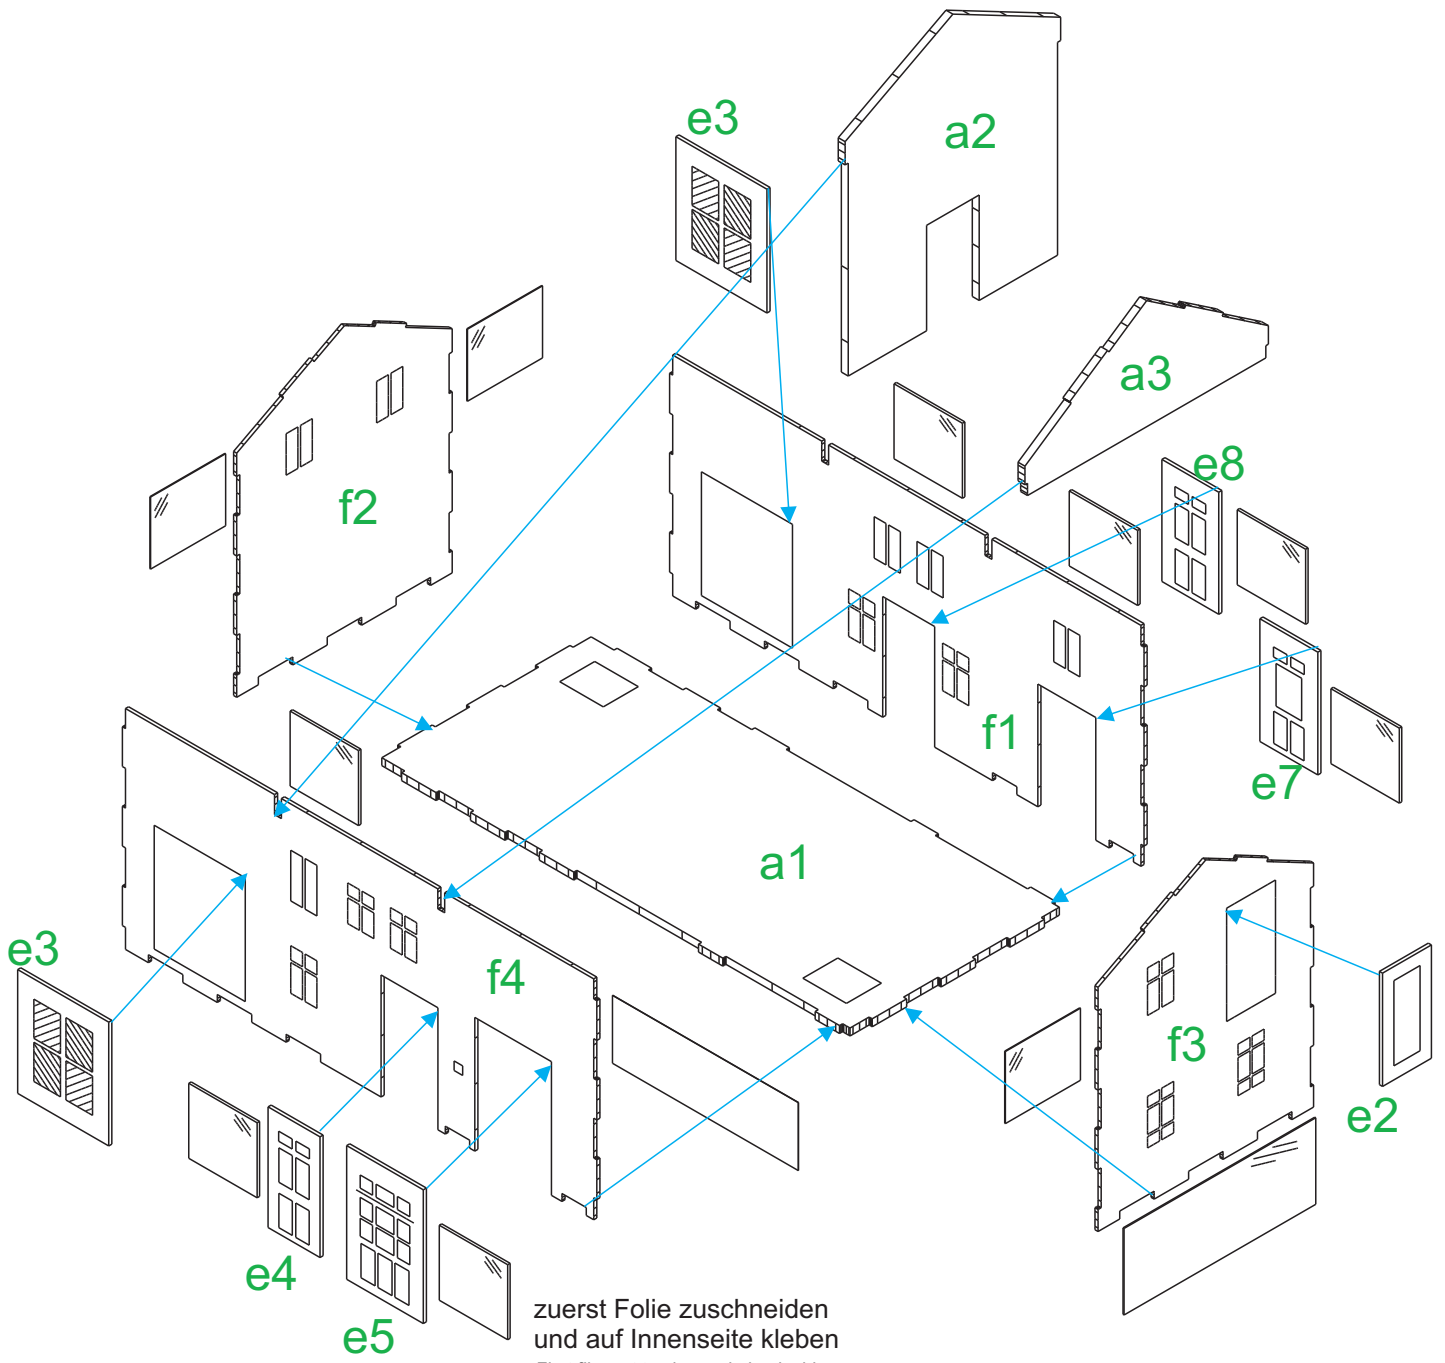 a2
e3
a3
e8
f2
f1
e7
a1
e3
f4
f3
e2
e4
e5
zuerst Folie zuschneiden
und auf Innenseite kleben